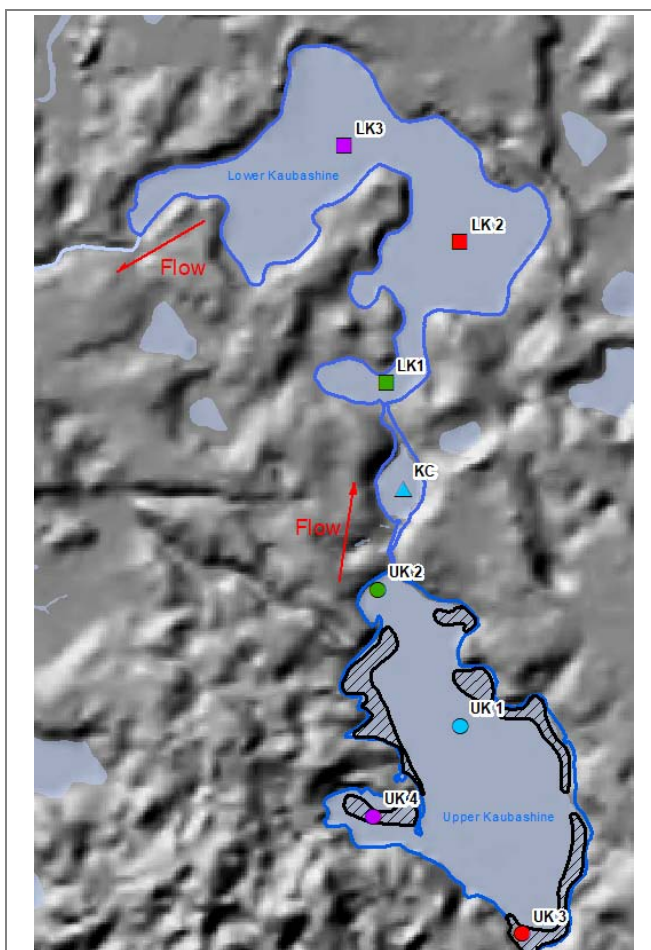 LK3
Lower Kaubashine
LK 2
Flow
LK1
KC
Flow
UK 2
UK 1
UK 4
Upper Kaubashine
UK 3